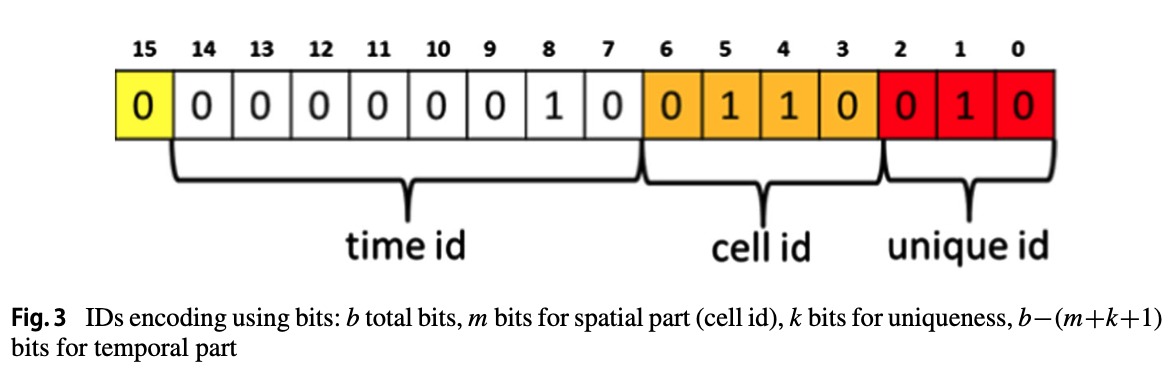 15 14 13 12 11 10 9 8 7 6 5 4 3 2 1 0
0 0 0 0 0 0 0 1 0 0 1 1 0 0 1 0
time id cell id unique id
Fig. 3 IDs encoding using bits: b total bits, m bits for spatial part (cell id), k bits for uniqueness, b−(m+k+1)
bits for temporal part